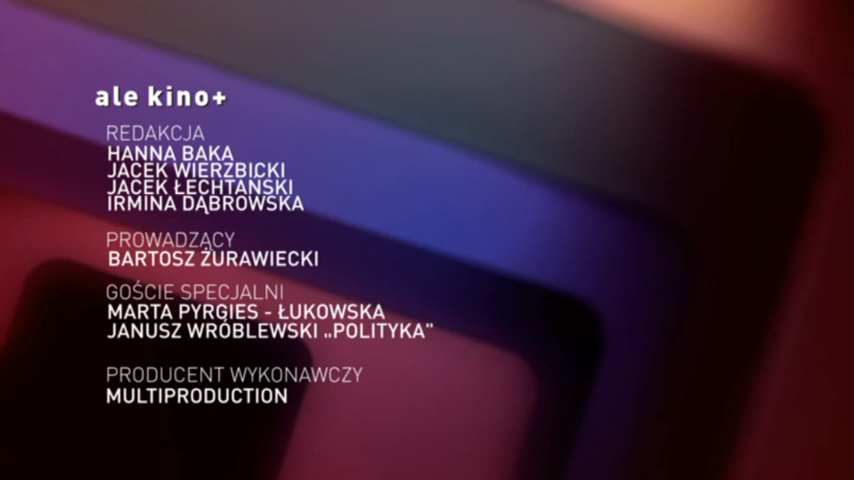 ale kino+
REDAKCJA
HANNA BAKA
JACEK WIERZBICKI
JACEK ŁECHTAŃSKI
IRMINA DĄBROWSKA
PROWADZĄCY
BARTOSZ ŻURAWIECKI
GOŚCIE SPECJALNI
MARTA PYRGIES - ŁUKOWSKA
JANUSZ WRÓBLEWSKI „POLITYKA"
PRODUCENT WYKONAWCZY
MULTIPRODUCTION